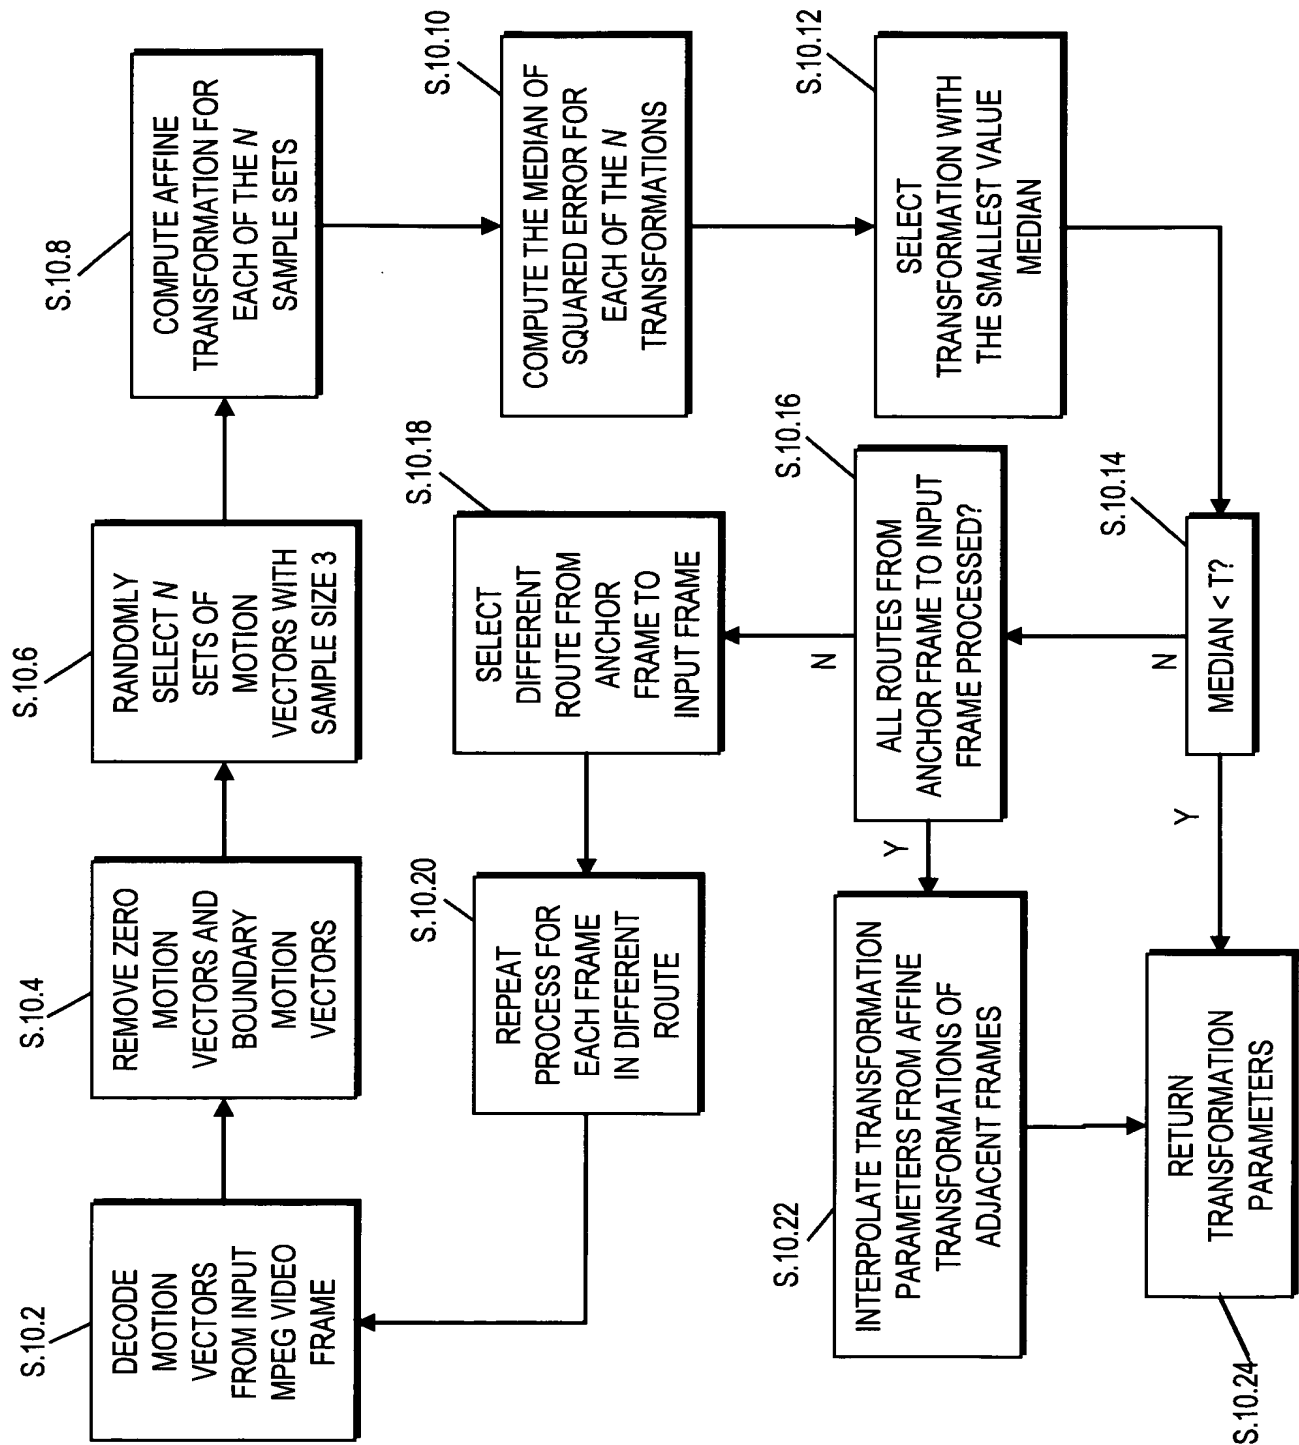 S.10.2
DECODE
MOTION
VECTORS
FROM INPUT
MPEG VIDEO
FRAME
S.10.4
REMOVE ZERO
MOTION
VECTORS AND
BOUNDARY
MOTION
VECTORS
S.10.6
RANDOMLY
SELECT N
SETS OF
MOTION
VECTORS WITH
SAMPLE SIZE 3
S.10.8
COMPUTE AFFINE
TRANSFORMATION FOR
EACH OF THE N
SAMPLE SETS
S.10.10
COMPUTE THE MEDIAN OF
SQUARED ERROR FOR
EACH OF THE N
TRANSFORMATIONS
S.10.12
SELECT
TRANSFORMATION WITH
THE SMALLEST VALUE
MEDIAN
S.10.14
MEDIAN < T?
N
Y
S.10.16
ALL ROUTES FROM
ANCHOR FRAME TO INPUT
FRAME PROCESSED?
N
Y
S.10.18
SELECT
DIFFERENT
ROUTE FROM
ANCHOR
FRAME TO
INPUT FRAME
S.10.20
REPEAT
PROCESS FOR
EACH FRAME
IN DIFFERENT
ROUTE
S.10.22
INTERPOLATE TRANSFORMATION
PARAMETERS FROM AFFINE
TRANSFORMATIONS OF
ADJACENT FRAMES
S.10.24
RETURN
TRANSFORMATION
PARAMETERS